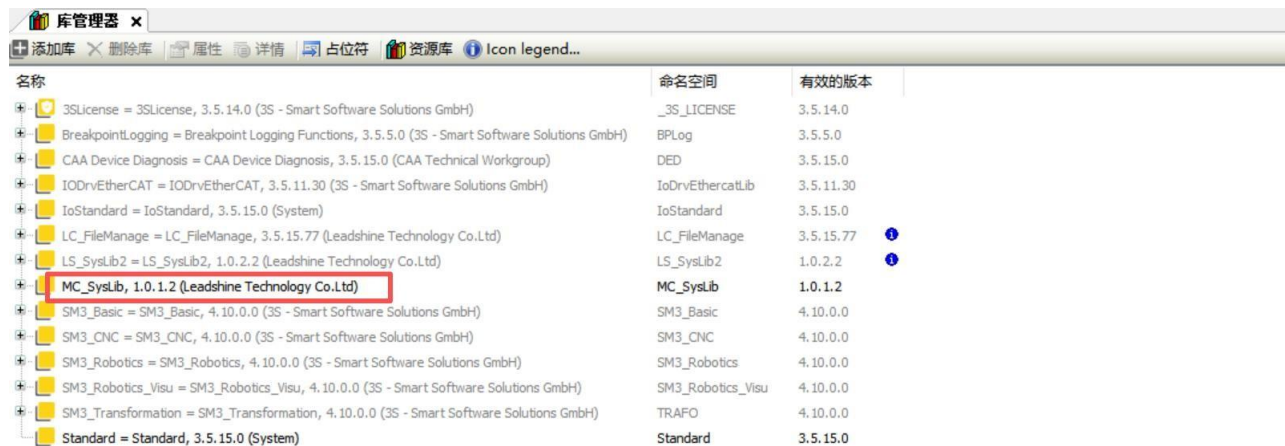 库管理器
添加库 删除库 属性 详情 占位符 资源库 Icon legend...
名称 命名空间 有效的版本
3SLicense = 3SLicense, 3.5.14.0 (3S - Smart Software Solutions GmbH) _3S_LICENSE 3.5.14.0
BreakpointLogging = Breakpoint Logging Functions, 3.5.5.0 (3S - Smart Software Solutions GmbH) BPLog 3.5.5.0
CAA Device Diagnosis = CAA Device Diagnosis, 3.5.15.0 (CAA Technical Workgroup) DED 3.5.15.0
IODrvEtherCAT = IODrvEtherCAT, 3.5.11.30 (3S - Smart Software Solutions GmbH) IoDrvEthercatLib 3.5.11.30
IoStandard = IoStandard, 3.5.15.0 (System) IoStandard 3.5.15.0
LC_FileManage = LC_FileManage, 3.5.15.77 (Leadshine Technology Co.Ltd) LC_FileManage 3.5.15.77
LS_SysLib2 = LS_SysLib2, 1.0.2.2 (Leadshine Technology Co.Ltd) LS_SysLib2 1.0.2.2
MC_SysLib, 1.0.1.2 (Leadshine Technology Co.Ltd) MC_SysLib 1.0.1.2
SM3_Basic = SM3_Basic, 4.10.0.0 (3S - Smart Software Solutions GmbH) SM3_Basic 4.10.0.0
SM3_CNC = SM3_CNC, 4.10.0.0 (3S - Smart Software Solutions GmbH) SM3_CNC 4.10.0.0
SM3_Robotics = SM3_Robotics, 4.10.0.0 (3S - Smart Software Solutions GmbH) SM3_Robotics 4.10.0.0
SM3_Robotics_Visu = SM3_Robotics_Visu, 4.10.0.0 (3S - Smart Software Solutions GmbH) SM3_Robotics_Visu 4.10.0.0
SM3_Transformation = SM3_Transformation, 4.10.0.0 (3S - Smart Software Solutions GmbH) TRAFO 4.10.0.0
Standard = Standard, 3.5.15.0 (System) Standard 3.5.15.0